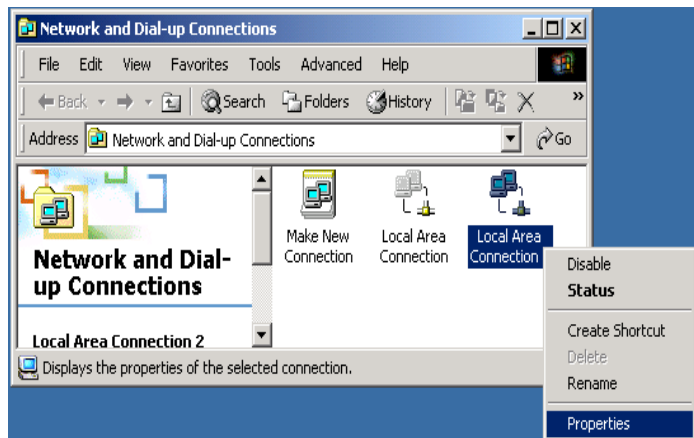 Network and Dial-up Connections
File Edit View Favorites Tools Advanced Help
Back Search Folders History »
Address Network and Dial-up Connections Go
Network and Dial-
up Connections
Local Area Connection 2
Make New
Connection
Local Area
Connection
Local Area
Connection
Disable
Status
Create Shortcut
Delete
Rename
Properties
Displays the properties of the selected connection.